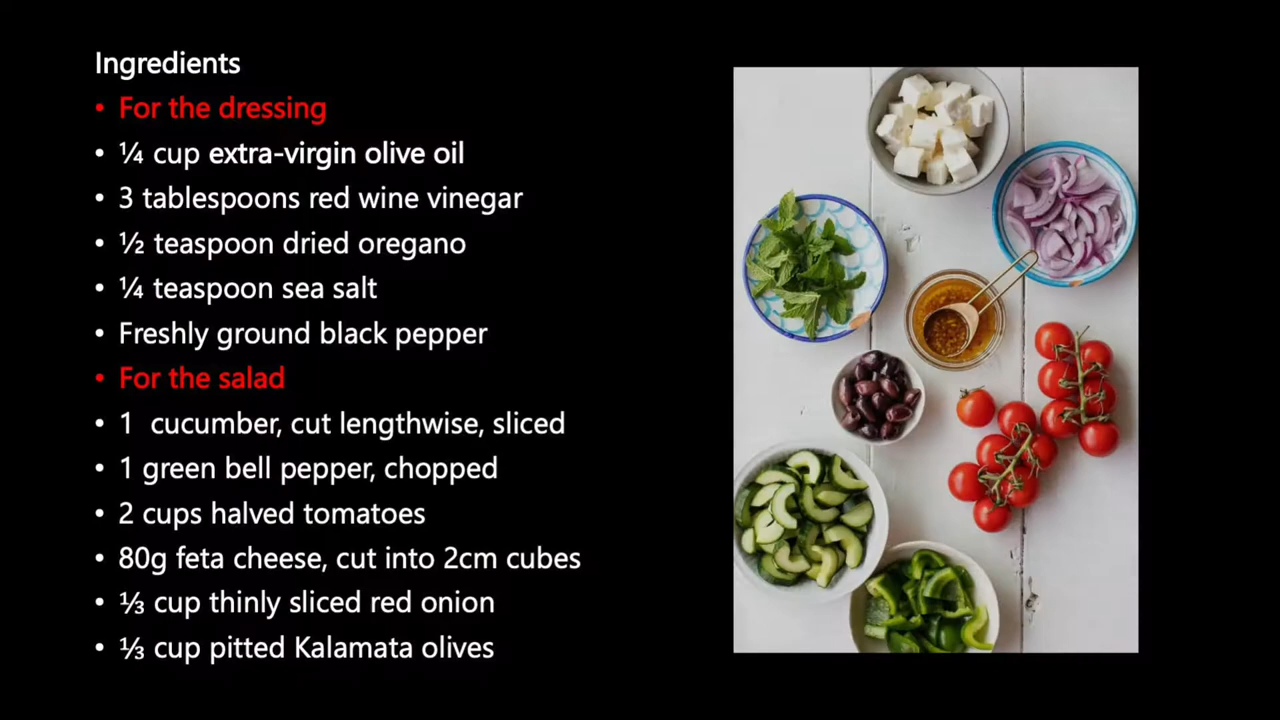 Ingredients
• For the dressing
• ¼ cup extra-virgin olive oil
• 3 tablespoons red wine vinegar
• ½ teaspoon dried oregano
• ¼ teaspoon sea salt
• Freshly ground black pepper
• For the salad
• 1  cucumber, cut lengthwise, sliced
• 1 green bell pepper, chopped
• 2 cups halved tomatoes
• 80g feta cheese, cut into 2cm cubes
• ⅓ cup thinly sliced red onion
• ⅓ cup pitted Kalamata olives